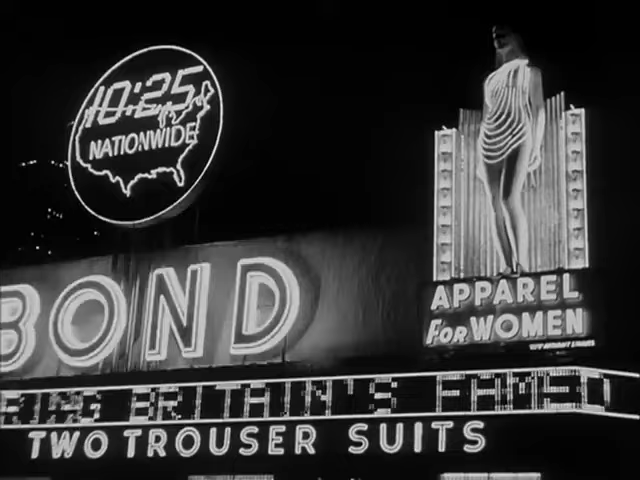 10:25
NATIONWIDE
BOND
APPAREL
FOR WOMEN
BRITAIN'S FAMED
TWO TROUSER SUITS